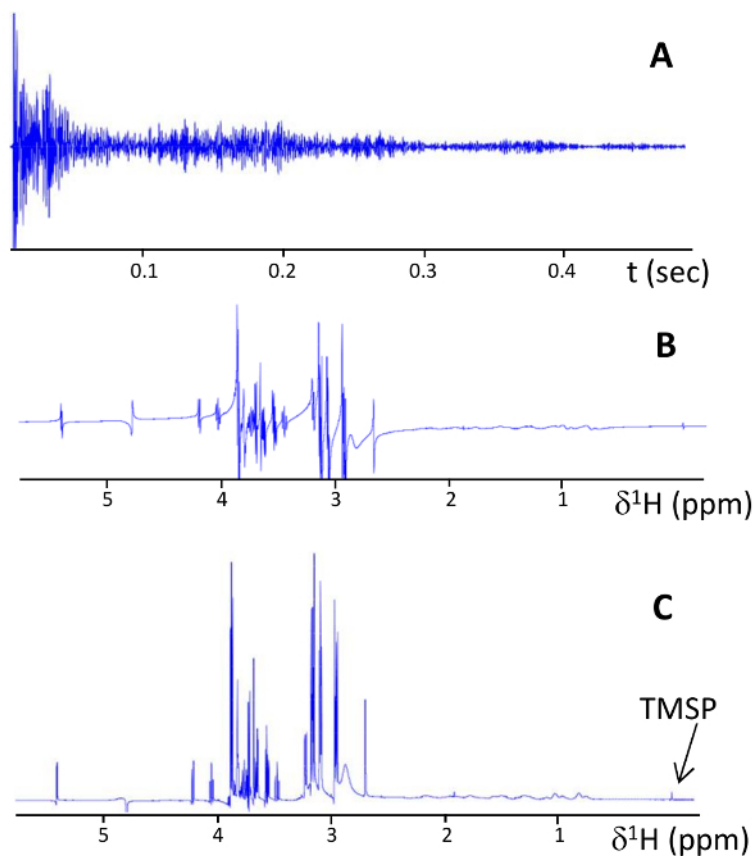 A
0.1 0.2 0.3 0.4 t (sec)
B
5 4 3 2 1 δ¹H (ppm)
C
TMSP
5 4 3 2 1 δ¹H (ppm)